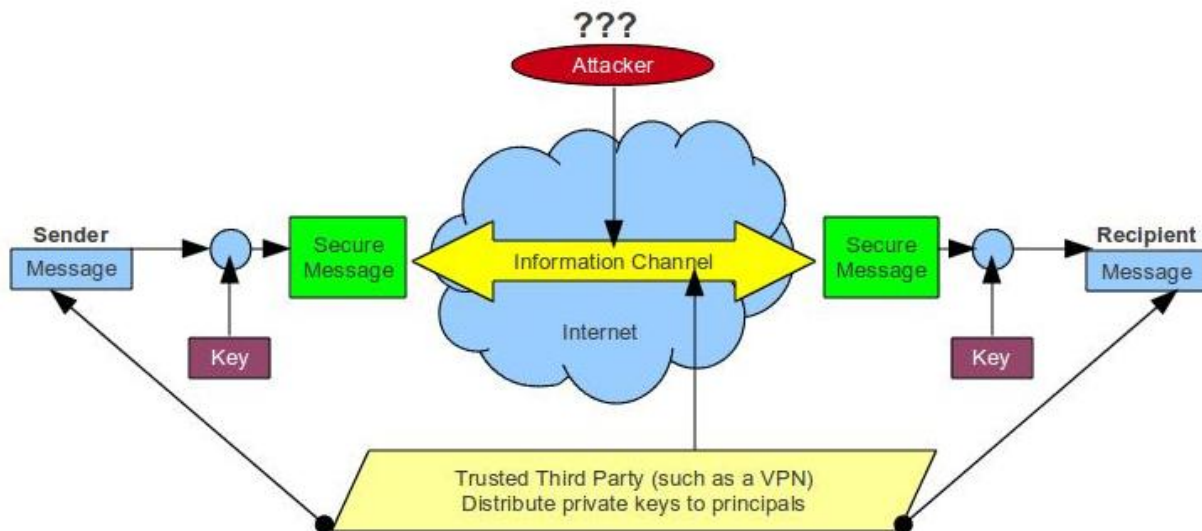 ???
Attacker
Sender
Message
Secure
Message
Information Channel
Secure
Message
Recipient
Message
Internet
Key
Key
Trusted Third Party (such as a VPN)
Distribute private keys to principals